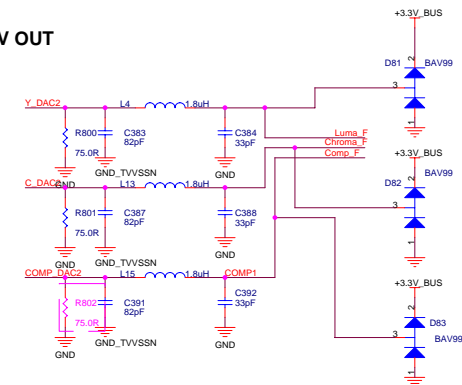 +3.3V_BUS
V OUT
D81
BAV99
2
3
1
Y_DAC2
L4
1.8uH
R800
75.0R
C383
82pF
C384
33pF
Luma_F
Chroma_F
Comp_F
GND
GND_TVVSSN
GND
C_DAC2
L13
1.8uH
BAV99
D82
2
3
1
R801
75.0R
C387
82pF
C388
33pF
GND
GND_TVVSSN
GND
COMP_DAC2
L15
1.8uH
COMP1
+3.3V_BUS
R802
75.0R
C391
82pF
C392
33pF
2
D83
3
BAV99
1
GND
GND_TVVSSN
GND